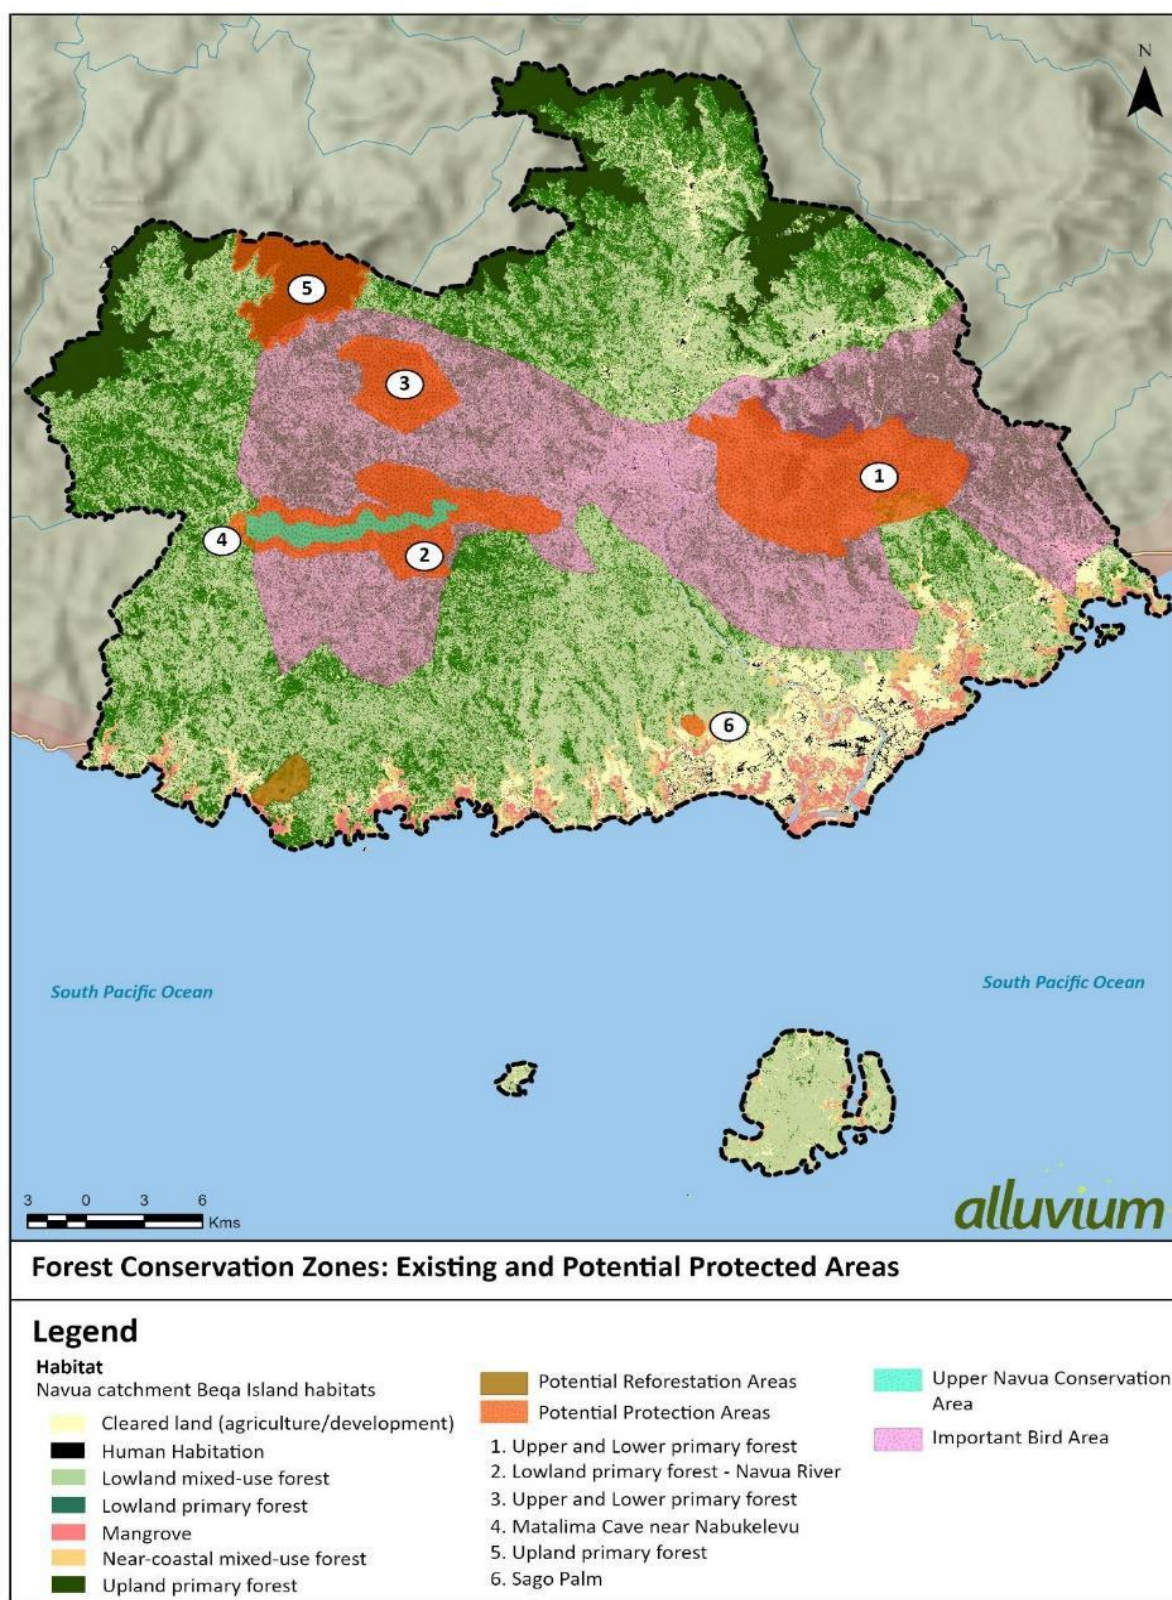 N
5
3
1
4
2
6
South Pacific Ocean
South Pacific Ocean
3 0 3 6
Kms
alluvium
Forest Conservation Zones: Existing and Potential Protected Areas
Legend
Habitat
Navua catchment Beqa Island habitats
Cleared land (agriculture/development)
Human Habitation
Lowland mixed-use forest
Lowland primary forest
Mangrove
Near-coastal mixed-use forest
Upland primary forest
Potential Reforestation Areas
Potential Protection Areas
1. Upper and Lower primary forest
2. Lowland primary forest - Navua River
3. Upper and Lower primary forest
4. Matalima Cave near Nabukelevu
5. Upland primary forest
6. Sago Palm
Upper Navua Conservation
Area
Important Bird Area